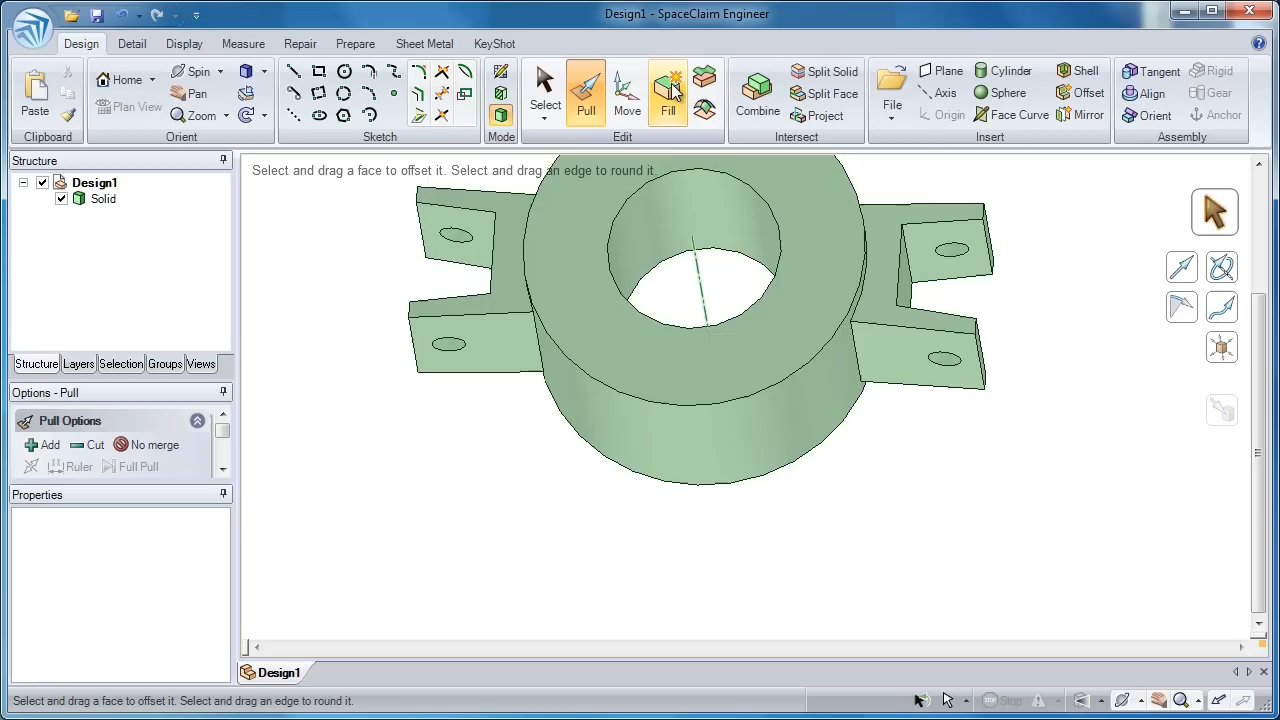 Design1 - SpaceClaim Engineer
Design Detail Display Measure Repair Prepare Sheet Metal KeyShot
Paste
Clipboard
Home
Plan View
Spin
Pan
Zoom
Orient
Sketch
Mode
Select
Pull
Move
Fill
Edit
Combine
Split Solid
Split Face
Project
Intersect
File
Plane
Axis
Origin
Cylinder
Sphere
Face Curve
Shell
Offset
Mirror
Insert
Tangent
Align
Orient
Rigid
Gear
Anchor
Assembly
Structure
Design1
Solid
Structure Layers Selection Groups Views
Options - Pull
Pull Options
Add Cut No merge
Ruler Full Pull
Properties
Select and drag a face to offset it. Select and drag an edge to round it.
Design1
Select and drag a face to offset it. Select and drag an edge to round it.
Stop